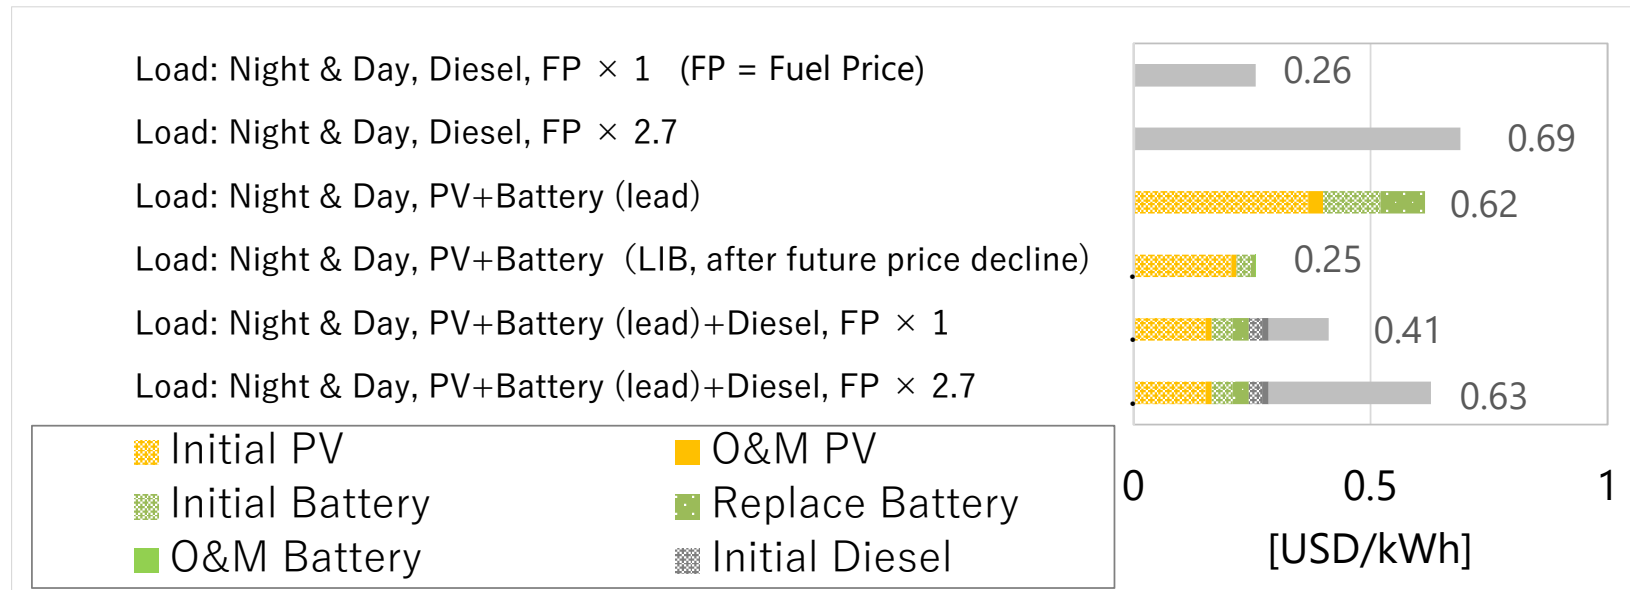 Load: Night & Day, Diesel, FP × 1 (FP = Fuel Price) 0.26
Load: Night & Day, Diesel, FP × 2.7 0.69
Load: Night & Day, PV+Battery (lead) 0.62
Load: Night & Day, PV+Battery (LIB, after future price decline) 0.25
Load: Night & Day, PV+Battery (lead)+Diesel, FP × 1 0.41
Load: Night & Day, PV+Battery (lead)+Diesel, FP × 2.7 0.63
Initial PV O&M PV
Initial Battery Replace Battery
O&M Battery Initial Diesel
0 0.5 1
[USD/kWh]